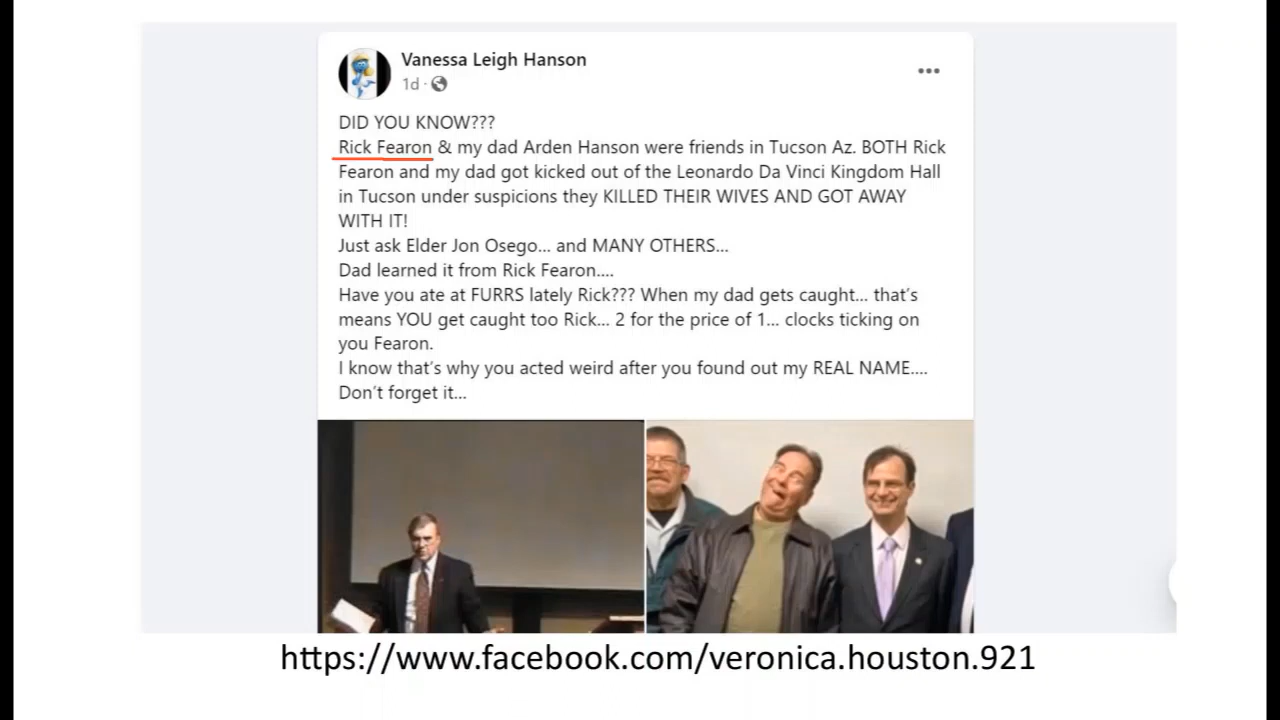 Vanessa Leigh Hanson
1d ·
DID YOU KNOW???
Rick Fearon & my dad Arden Hanson were friends in Tucson Az. BOTH Rick
Fearon and my dad got kicked out of the Leonardo Da Vinci Kingdom Hall
in Tucson under suspicions they KILLED THEIR WIVES AND GOT AWAY
WITH IT!
Just ask Elder Jon Osego... and MANY OTHERS...
Dad learned it from Rick Fearon....
Have you ate at FURRS lately Rick??? When my dad gets caught... that's
means YOU get caught too Rick... 2 for the price of 1... clocks ticking on
you Fearon.
I know that's why you acted weird after you found out my REAL NAME....
Don't forget it...
https://www.facebook.com/veronica.houston.921